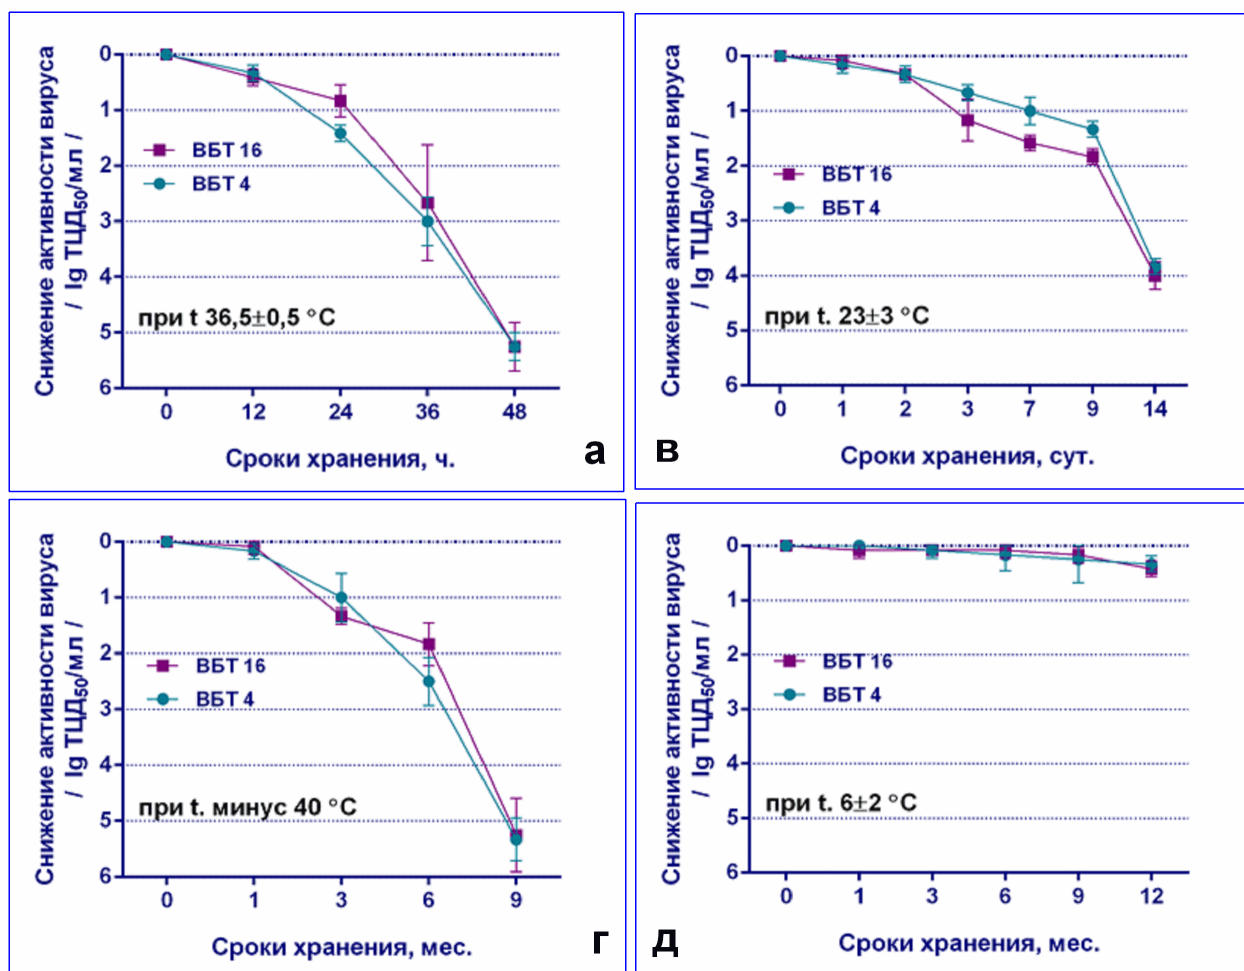 Снижение активности вируса
/ lg ТЦД50/мл /
0
1
2
3
4
5
6
ВБТ 16
ВБТ 4
при t 36,5±0,5 °C
0 12 24 36 48
Сроки хранения, ч.
а
Снижение активности вируса
/ lg ТЦД50/мл /
0
1
2
3
4
5
6
ВБТ 16
ВБТ 4
при t. 23±3 °C
0 1 2 3 7 9 14
Сроки хранения, сут.
в
Снижение активности вируса
/ lg ТЦД50/мл /
0
1
2
3
4
5
6
ВБТ 16
ВБТ 4
при t. минус 40 °C
0 1 3 6 9
Сроки хранения, мес.
г
Снижение активности вируса
/ lg ТЦД50/мл /
0
1
2
3
4
5
6
ВБТ 16
ВБТ 4
при t. 6±2 °C
0 1 3 6 9 12
Сроки хранения, мес.
д